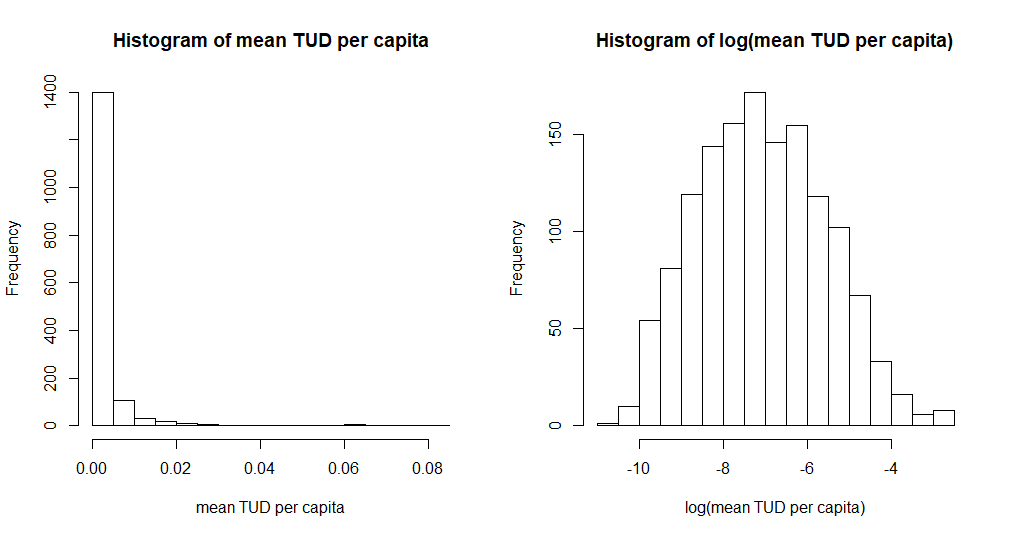 Histogram of mean TUD per capita
Frequency
0 200 400 600 800 1000 1400
0.00 0.02 0.04 0.06 0.08
mean TUD per capita
Histogram of log(mean TUD per capita)
Frequency
0 50 100 150
-10 -8 -6 -4
log(mean TUD per capita)